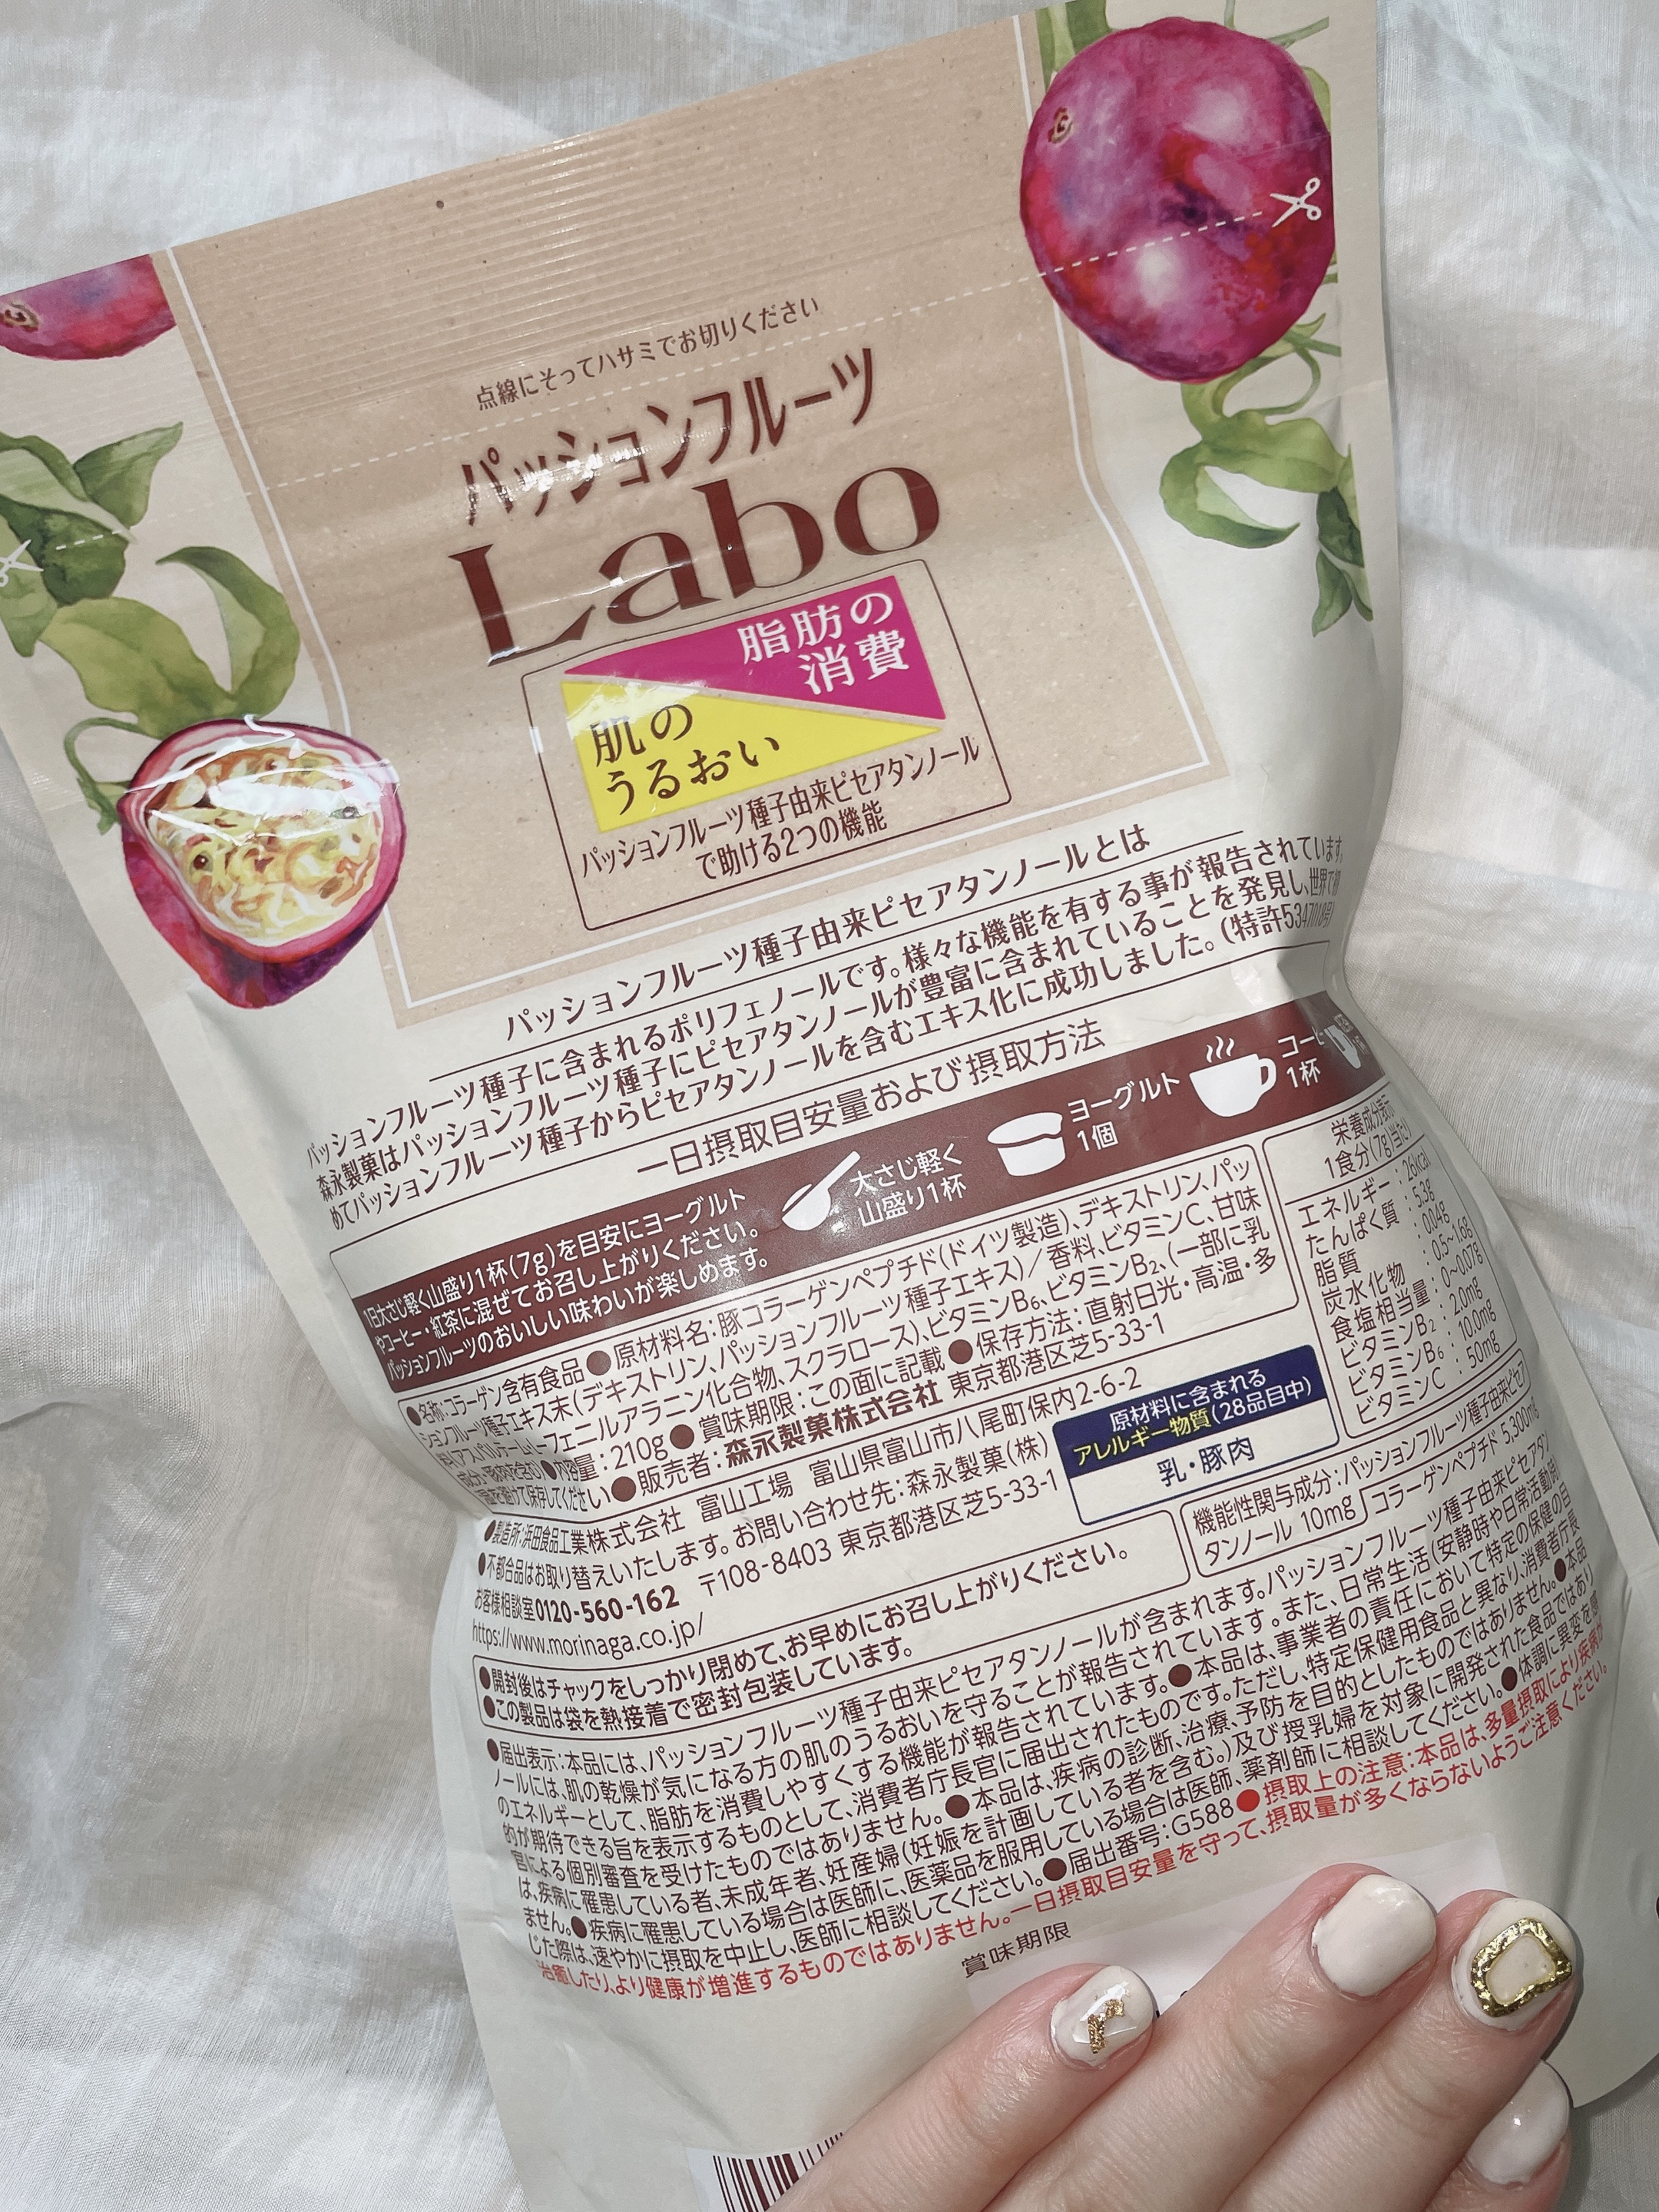 点線にそってハサミでお切りください
パッションフルーツ
Labo
脂肪の
消費
肌の
うるおい
パッションフルーツ種子由来ピセアタンノール
で助ける2つの機能
パッションフルーツ種子由来ピセアタンノールとは
パッションフルーツ種子に含まれるポリフェノールです。様々な機能を有する事が報告されています
森永製菓はパッションフルーツ種子にピセアタンノールが豊富に含まれていることを発見し、世界で初
めてパッションフルーツ種子からピセアタンノールを含むエキス化に成功しました。(特許5347018号)
一日摂取目安量および摂取方法
1日大さじ軽く山盛り1杯(7g)を目安にヨーグルト
やコーヒー・紅茶に混ぜてお召し上がりください。
パッションフルーツのおいしい味わいが楽しめます。
大さじ軽く
山盛り1杯
ヨーグルト
1個
コーヒ
1杯
●名称:コラーゲン含有食品●原材料名:豚コラーゲンペプチド(ドイツ製造)、デキストリン、パッ
ションフルーツ種子エキス末(デキストリン、パッションフルーツ種子エキス)/香料、ビタミンC、甘味
料(アスパルテーム・L-フェニルアラニン化合物、スクラロース)、ビタミンB6、ビタミンB2、(一部に乳
成分・豚肉を含む)●内容量:210g●賞味期限:この面に記載●保存方法:直射日光・高温・多
湿を避けて保存してください●販売者:森永製菓株式会社 東京都港区芝5-33-1
栄養成分表示
1食分(7g)当たり
エネルギー:26kcal
たんぱく質:5.3g
脂質:0.04g
炭水化物:0.5~1.6g
食塩相当量:0~0.07g
ビタミンB2:2.0mg
ビタミンB6:10.0mg
ビタミンC:50mg
●製造所:浜田食品工業株式会社 富山工場 富山県富山市八尾町保内2-6-2
●不都合品はお取り替えいたします。お問い合わせ先:森永製菓(株)
お客様相談室0120-560-162 〒108-8403 東京都港区芝5-33-1
https://www.morinaga.co.jp/
原材料に含まれる
アレルギー物質(28品目中)
乳・豚肉
機能性関与成分:パッションフルーツ種子由来ピセア
タンノール 10mg / コラーゲンペプチド 5,300mg
●開封後はチャックをしっかり閉めて、お早めにお召し上がりください。
●この製品は袋を熱接着で密封包装しています。
●届出表示:本品には、パッションフルーツ種子由来ピセアタンノールが含まれます。パッションフルーツ種子由来ピセアタン
ノールには、肌の乾燥が気になる方の肌のうるおいを守ることが報告されています。また、日常生活(安静時や日常活動時)
のエネルギーとして、脂肪を消費しやすくする機能が報告されています。●本品は、事業者の責任において特定の保健の目
的が期待できる旨を表示するものとして、消費者庁長官に届出されたものです。ただし、特定保健用食品と異なり、消費者庁長
官による個別審査を受けたものではありません。●本品は、疾病の診断、治療、予防を目的としたものではありません。●本品
は、疾病に罹患している者、未成年者、妊産婦(妊娠を計画している者を含む。)及び授乳婦を対象に開発された食品ではあり
ません。●疾病に罹患している場合は医師に、医薬品を服用している場合は医師、薬剤師に相談してください。●体調に異変を感
じた際は、速やかに摂取を中止し、医師に相談してください。●届出番号:G588●摂取上の注意:本品は、多量摂取により疾病が
治癒したり、より健康が増進するものではありません。一日摂取目安量を守って、摂取量が多くならないようご注意ください。
賞味期限